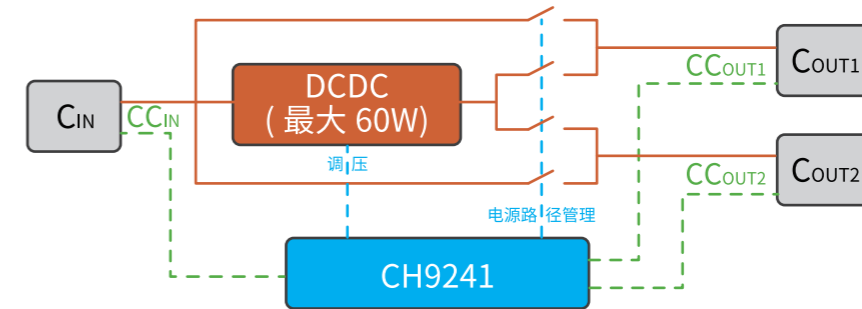 CIN
CCIN
DCDC
( 最大 60W)
调压
电源路径管理
CH9241
CCOUT1
COUT1
CCOUT2
COUT2